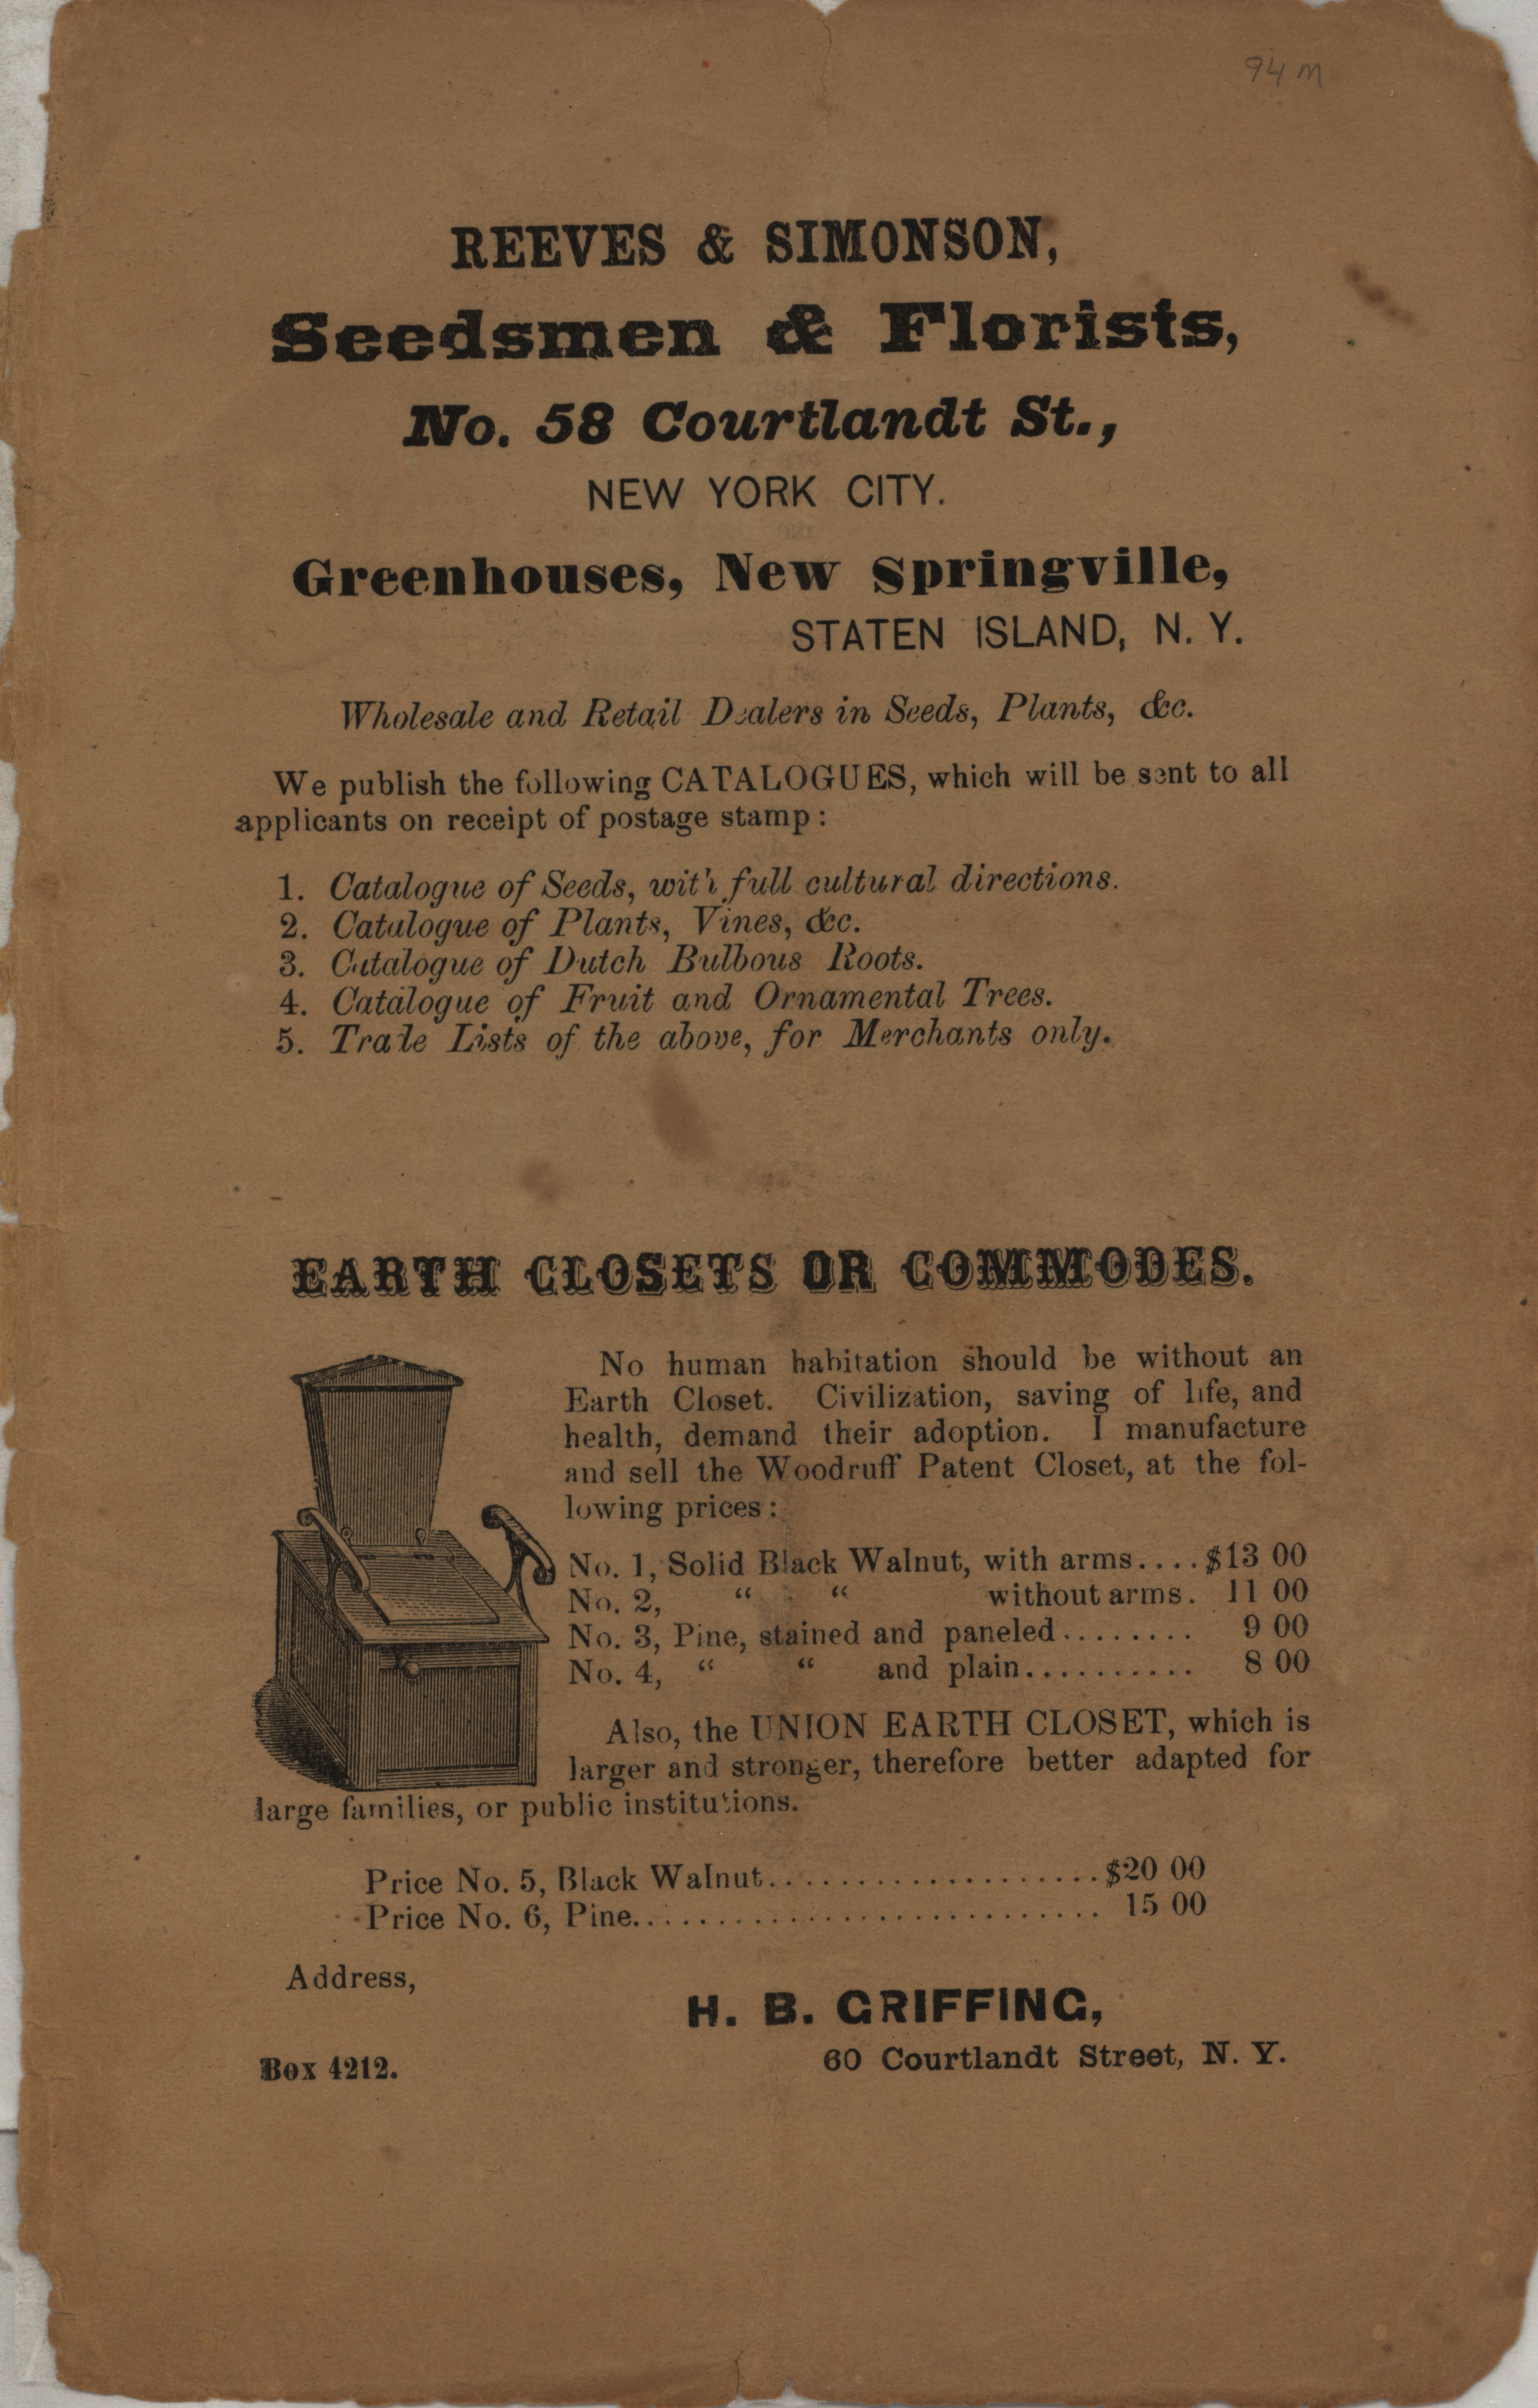 94 M
REEVES & SIMONSON,
Seedsmen & Florists,
No. 58 Courtlandt St.,
NEW YORK CITY.
Greenhouses, New Springville,
STATEN ISLAND, N. Y.
Wholesale and Retail Dealers in Seeds, Plants, &c.
We publish the following CATALOGUES, which will be sent to all
applicants on receipt of postage stamp:
1. Catalogue of Seeds, with full cultural directions.
2. Catalogue of Plants, Vines, &c.
3. Catalogue of Dutch Bulbous Roots.
4. Catalogue of Fruit and Ornamental Trees.
5. Trade Lists of the above, for Merchants only.
EARTH CLOSETS OR COMMODES.
No human habitation should be without an
Earth Closet. Civilization, saving of life, and
health, demand their adoption. I manufacture
and sell the Woodruff Patent Closet, at the fol-
lowing prices:
No. 1, Solid Black Walnut, with arms....$13 00
No. 2, “ “ without arms. 11 00
No. 3, Pine, stained and paneled........ 9 00
No. 4, “ “ and plain.......... 8 00
Also, the UNION EARTH CLOSET, which is
larger and stronger, therefore better adapted for
large families, or public institutions.
Price No. 5, Black Walnut...................$20 00
Price No. 6, Pine........................... 15 00
Address,
H. B. GRIFFING,
60 Courtlandt Street, N. Y.
Box 4212.